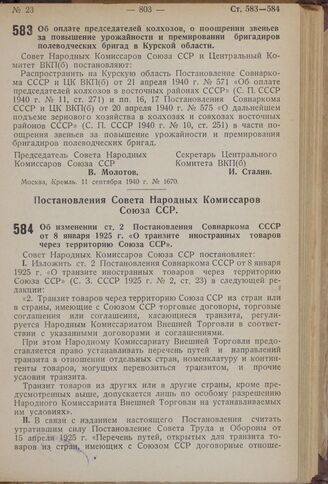 № 23 — 803 — Ст. 583—584
583 Об оплате председателей колхозов, о поощрении звеньев
за повышение урожайности и премировании бригадиров
полеводческих бригад в Курской области.
Совет Народных Комиссаров Союза ССР и Центральный Ко-
митет ВКП(б) постановляют:
Распространить на Курскую область Постановление Совнарко-
ма СССР и ЦК ВКП(б) от 21 апреля 1940 г. № 571 «Об оплате
председателей колхозов в восточных районах СССР» (С. П. СССР
1940 г. № 11, ст. 271) и пп. 16, 17 Постановления Совнаркома
СССР и ЦК ВКП(б) от 20 апреля 1940 г. № 575 «О дальнейшем
подъеме зернового хозяйства в колхозах и совхозах восточных
районов СССР» (С. П. СССР 1940 г. № 10, ст. 251) в части по-
ощрения звеньев за повышение урожайности и премирования
бригадиров полеводческих бригад.
Председатель Совета Народных Секретарь Центрального
Комиссаров Союза ССР Комитета ВКП(б)
В. Молотов. И. Сталин.
Москва, Кремль. 11 сентября 1940 г. № 1670.
Постановления Совета Народных Комиссаров
Союза ССР.
584 Об изменении ст. 2 Постановления Совнаркома СССР
от 8 января 1925 г. «О транзите иностранных товаров
через территорию Союза ССР».
Совет Народных Комиссаров Союза ССР постановляет:
I. Изложить ст. 2 Постановления Совнаркома СССР от 8 января
1925 г. «О транзите иностранных товаров через территорию
Союза ССР» (С. З. СССР 1925 г. № 2, ст. 23) в следующей ре-
дакции:
«2. Транзит товаров через территорию Союза ССР из стран или
в страны, имеющие с Союзом ССР торговые договоры, торговые
соглашения или соглашения, касающиеся транзита, регули-
руется Народным Комиссариатом Внешней Торговли в соответ-
ствии с указанными договорами и соглашениями.
При этом Народному Комиссариату Внешней Торговли предо-
ставляется право устанавливать перечень путей и направлений
транзита в отношении отдельных стран, номенклатуру и контин-
генты товаров, могущих перевозиться транзитом, и прочие
условия транзита.
Транзит товаров из других или в другие страны, кроме пре-
дусмотренных выше, допускается лишь по особому разрешению
Народного Комиссариата Внешней Торговли на устанавливаемых
им условиях».
II. В связи с изданием настоящего Постановления считать
утратившим силу Постановление Совета Труда и Обороны от
15 апреля 1925 г. «Перечень путей, открытых для транзита то-
варов из стран, имеющих с Союзом ССР договорные отноше-